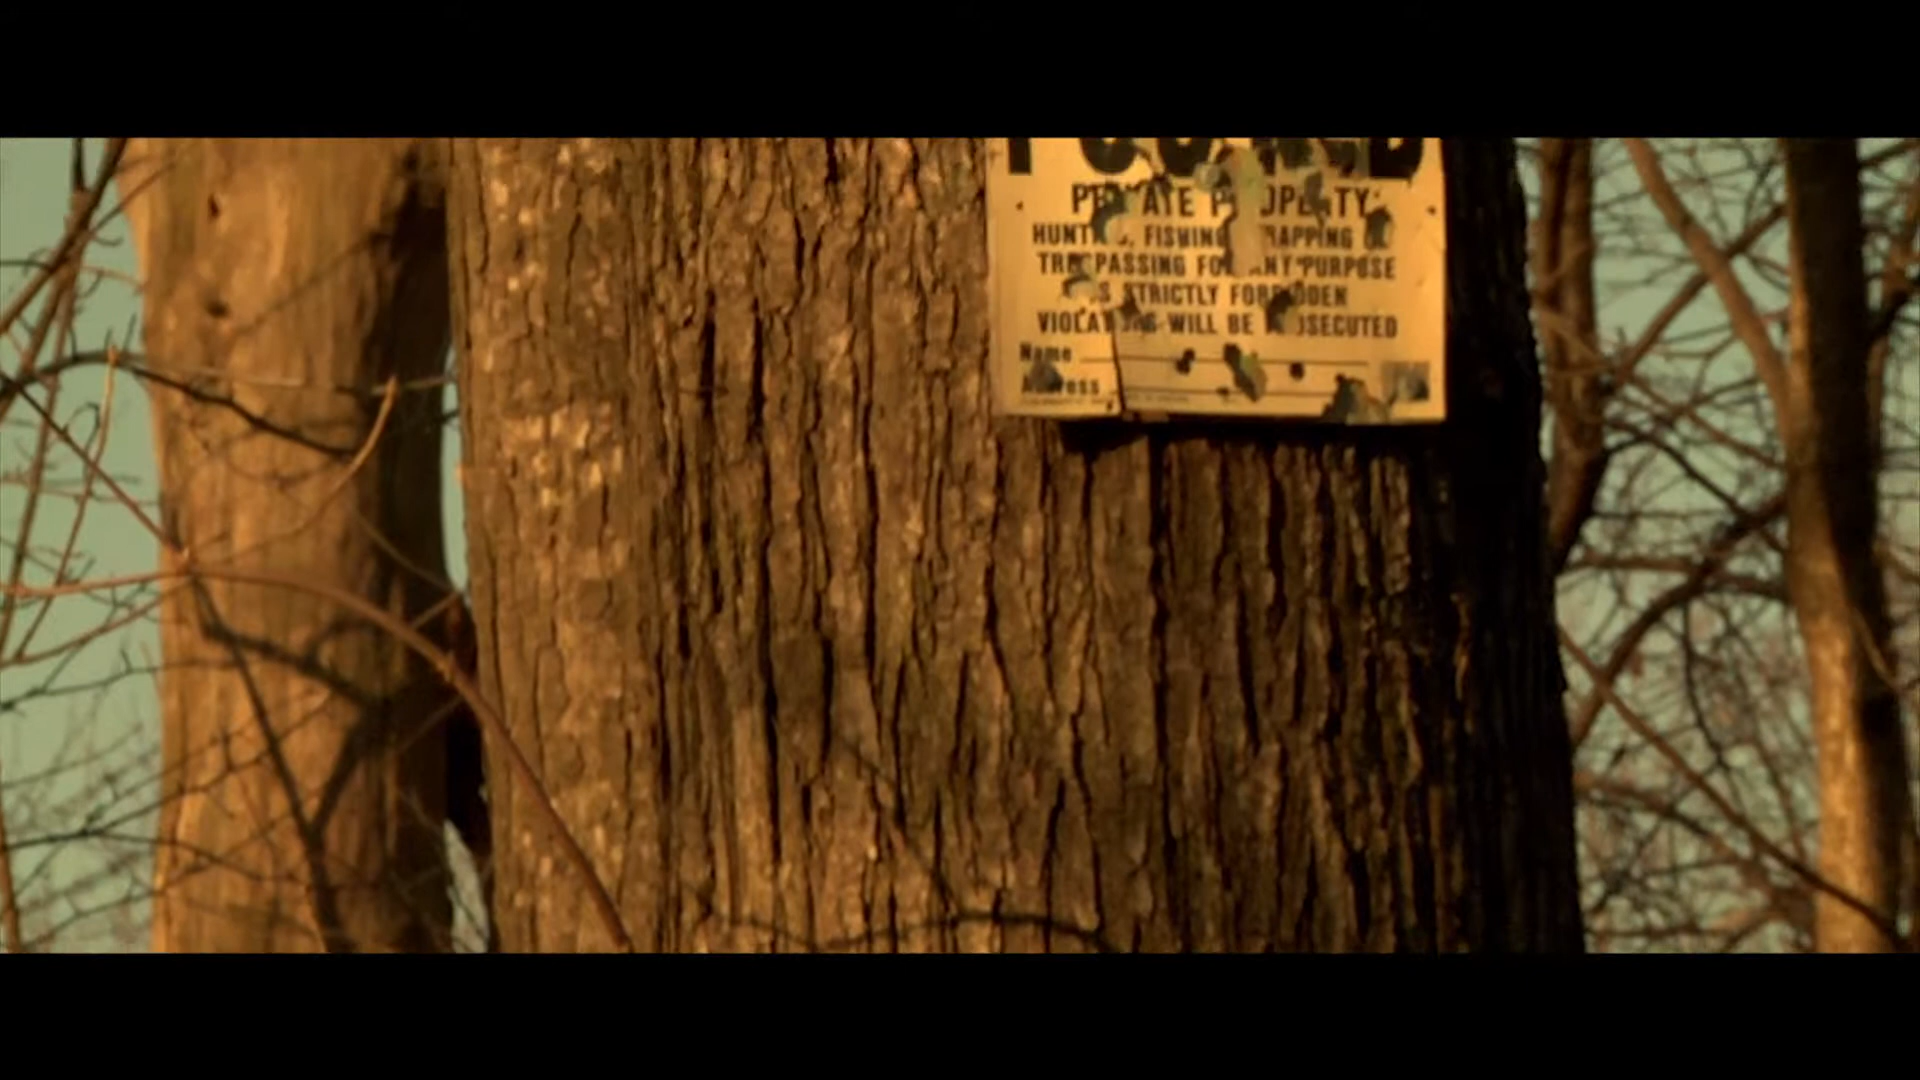 PRIVATE PROPERTY
HUNTING, FISHING, TRAPPING OR
TRESPASSING FOR ANY PURPOSE
IS STRICTLY FORBIDDEN
VIOLATORS WILL BE PROSECUTED
Name
Address